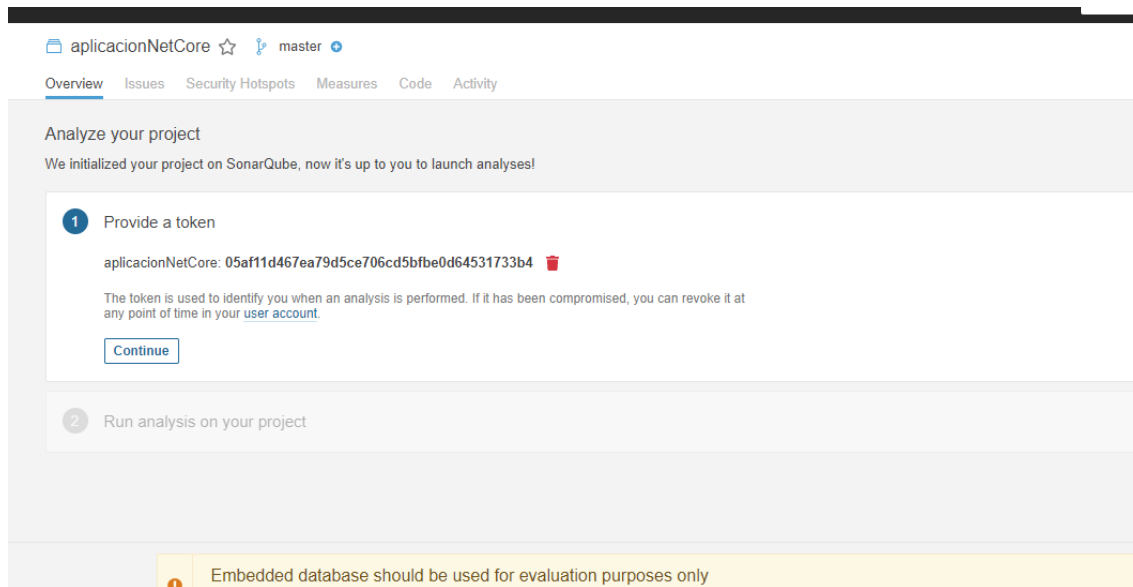 aplicacionNetCore master
Overview Issues Security Hotspots Measures Code Activity
Analyze your project
We initialized your project on SonarQube, now it's up to you to launch analyses!
1 Provide a token
aplicacionNetCore: 05af11d467ea79d5ce706cd5bfbe0d64531733b4
The token is used to identify you when an analysis is performed. If it has been compromised, you can revoke it at
any point of time in your user account.
Continue
2 Run analysis on your project
Embedded database should be used for evaluation purposes only